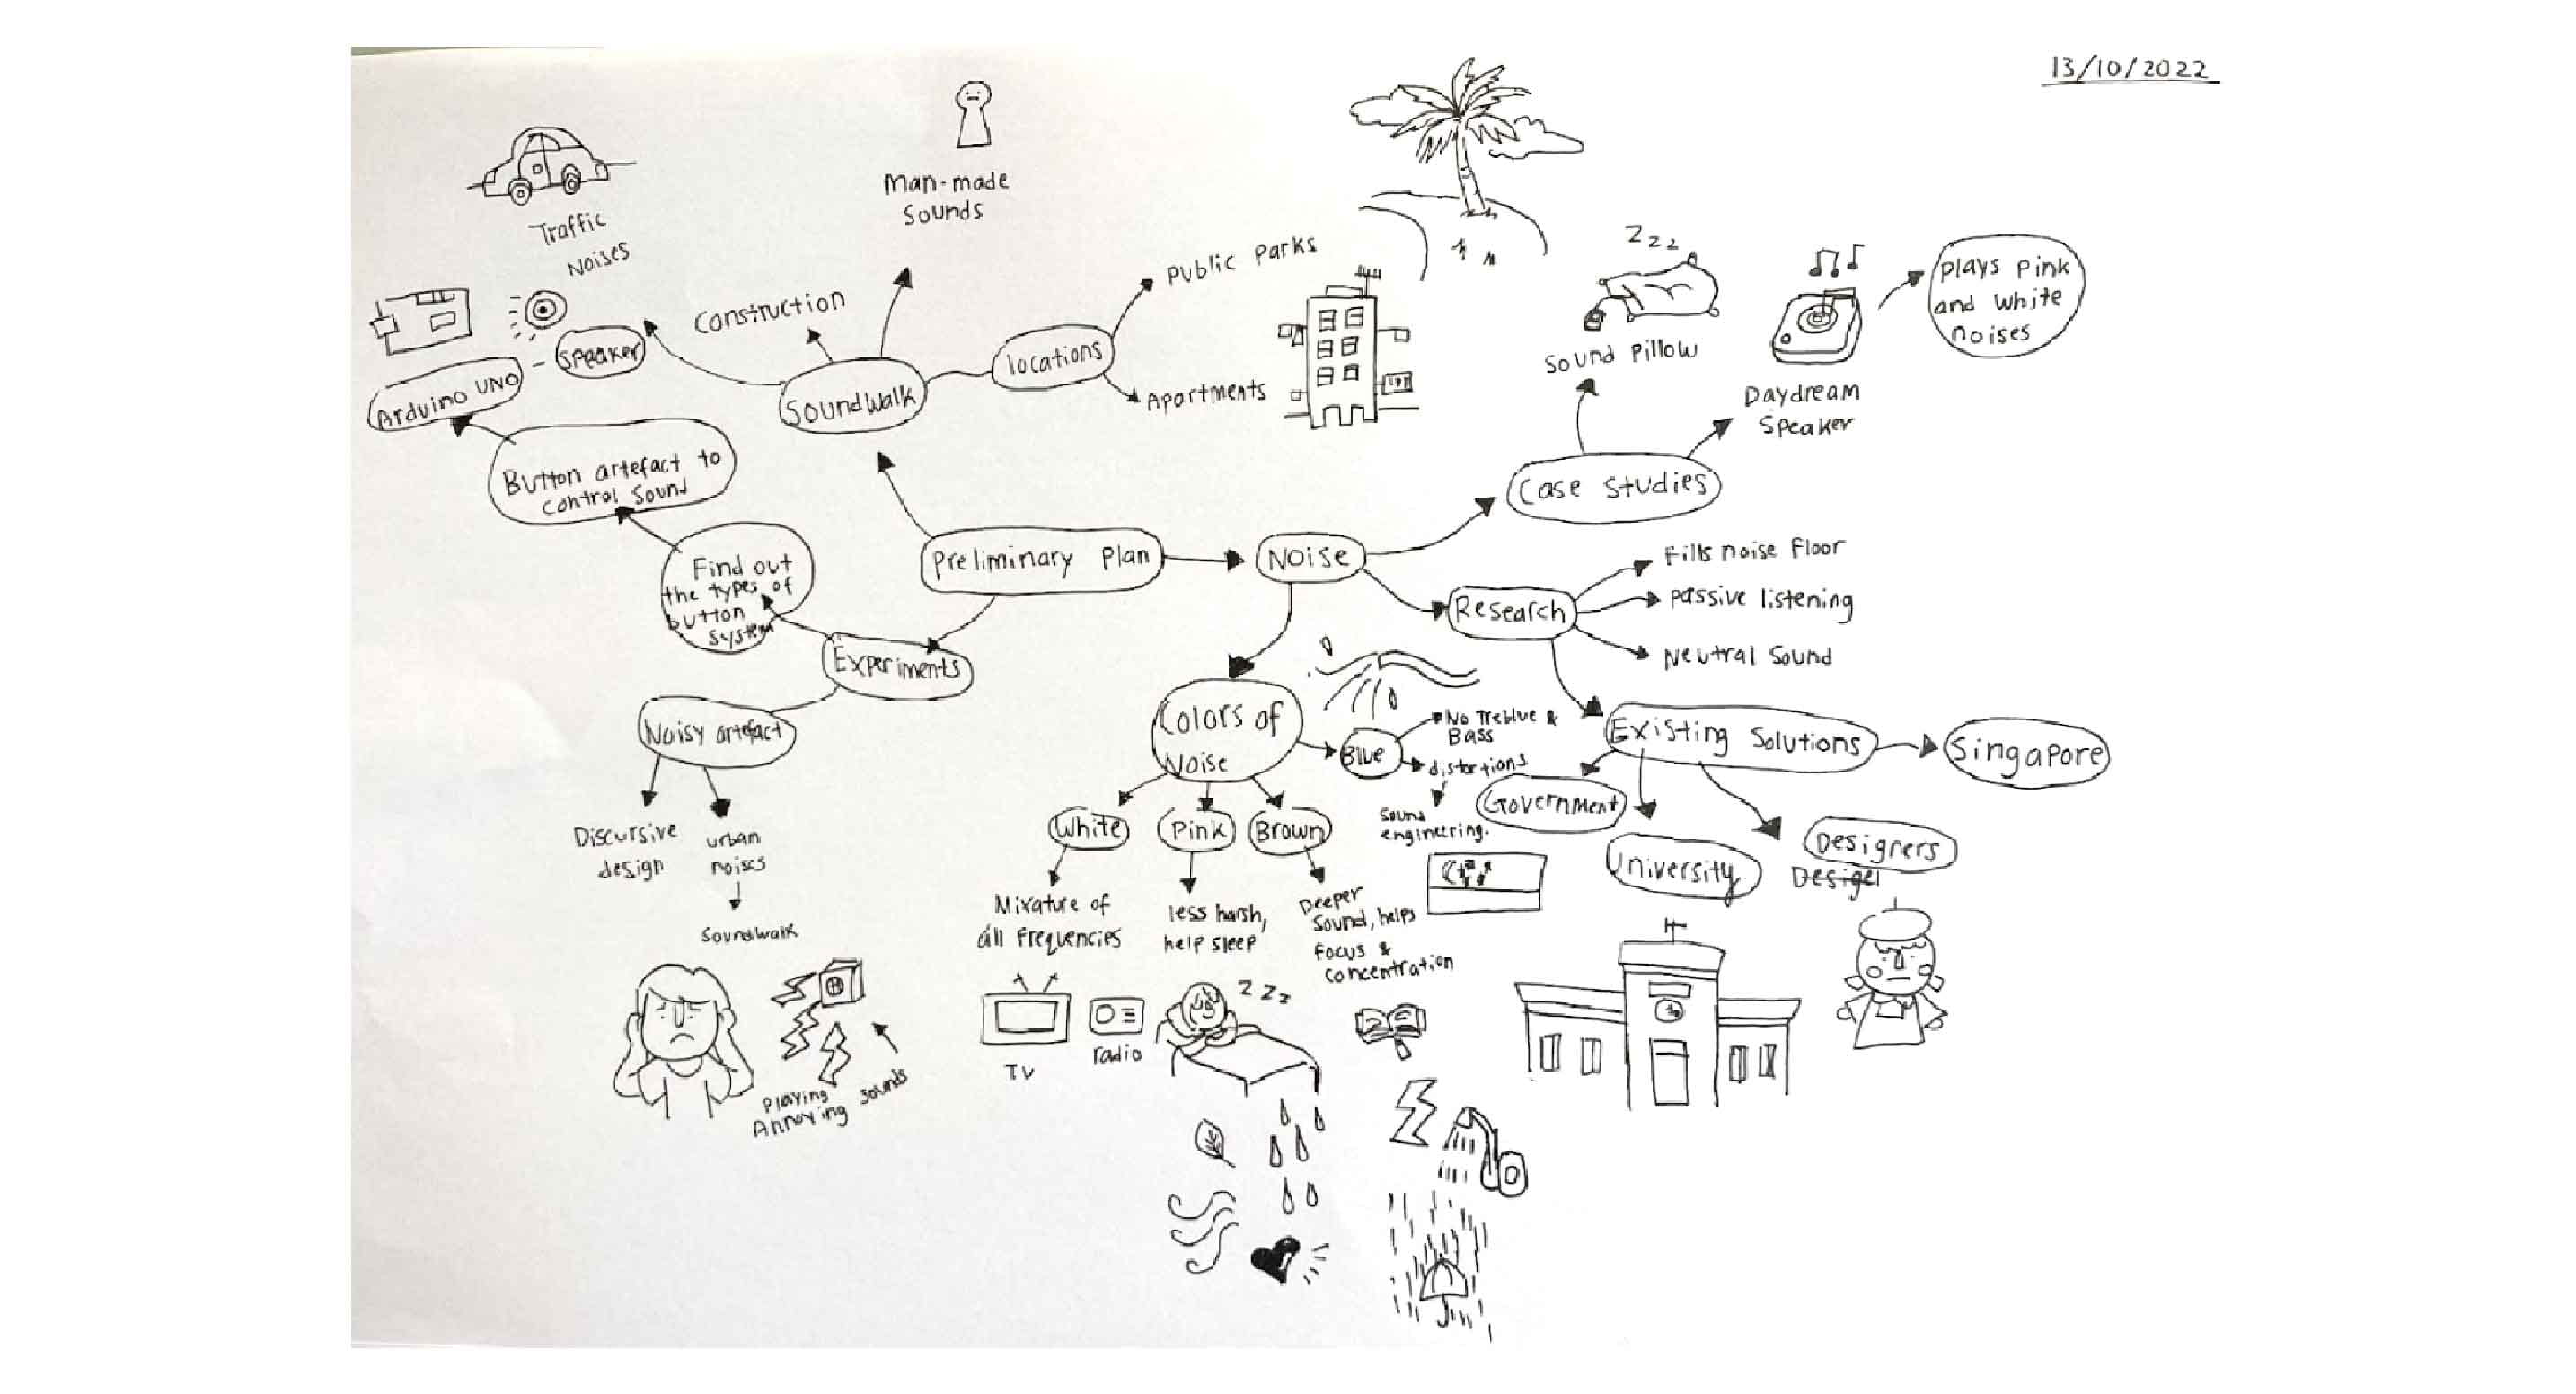 13/10/2022
Man-made
Sounds
Traffic
Noises
Construction
Public Parks
locations
Apartments
Soundwalk
Speaker
Arduino UNO
Button artefact to
control Sound
Find out
the types of
button
system
Preliminary Plan
Experiments
Noisy artefact
Discursive
design
urban
noises
Soundwalk
Playing
Annoying sounds
zzz
Sound Pillow
Daydream
Speaker
Plays Pink
and White
noises
Case Studies
Noise
Research
Fills noise Floor
passive listening
Neutral Sound
Existing Solutions
Singapore
Government
University
Designers
Colors of
Noise
Blue
No Treblue &
Bass
distortions
Sound
engineering.
White
Pink
Brown
Mixature of
all Frequencies
less harsh,
help sleep
Deeper
Sound, helps
Focus &
concentration
TV
radio
zzz